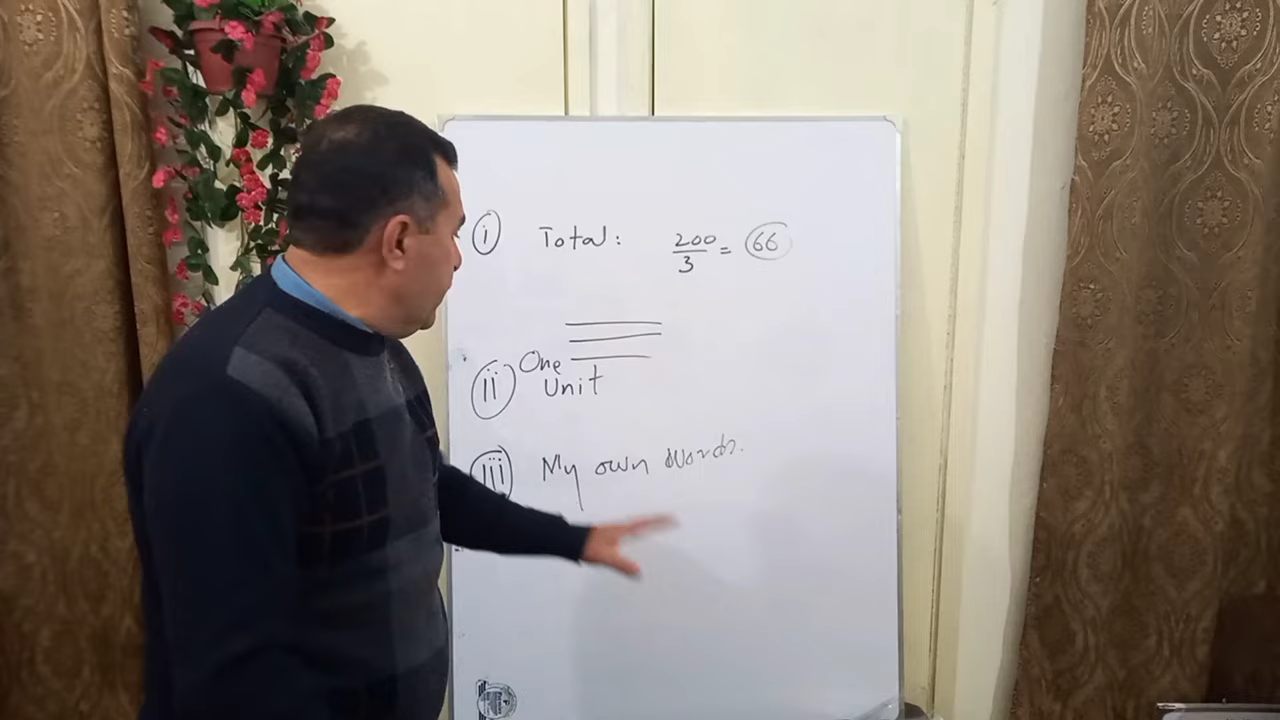 i Total: 200/3 = 66
ii One
Unit
iii My own words.